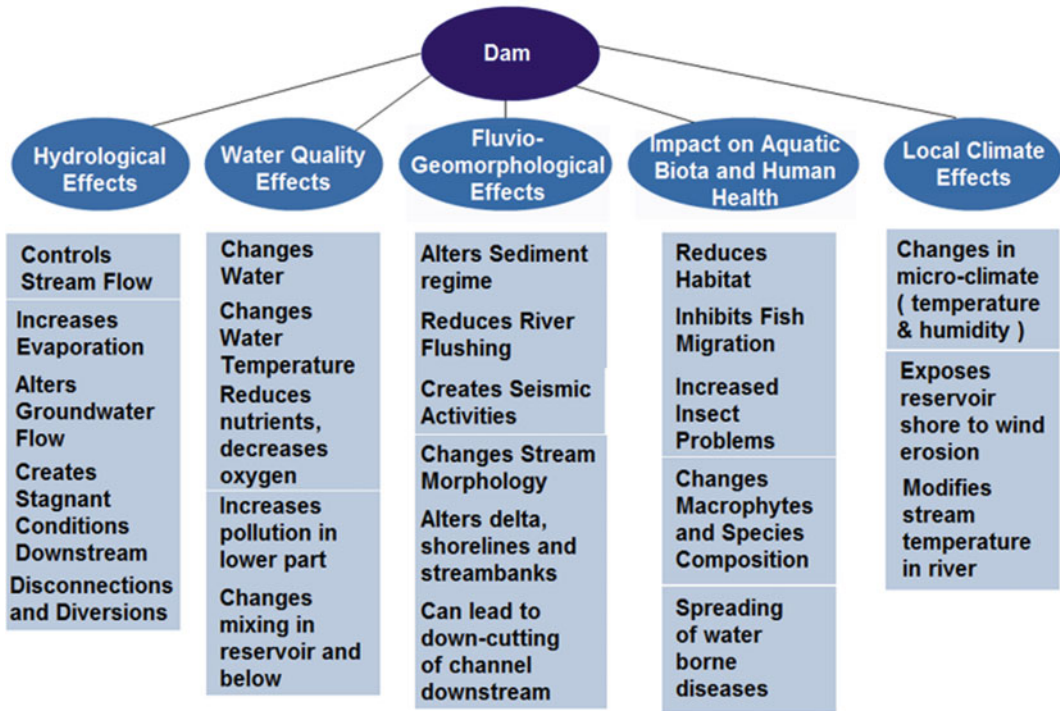 Dam
Hydrological
Effects
Water Quality
Effects
Fluvio-
Geomorphological
Effects
Impact on Aquatic
Biota and Human
Health
Local Climate
Effects
Controls
Stream Flow
Increases
Evaporation
Alters
Groundwater
Flow
Creates
Stagnant
Conditions
Downstream
Disconnections
and Diversions
Changes
Water
Changes
Water
Temperature
Reduces
nutrients,
decreases
oxygen
Increases
pollution in
lower part
Changes
mixing in
reservoir and
below
Alters Sediment
regime
Reduces River
Flushing
Creates Seismic
Activities
Changes Stream
Morphology
Alters delta,
shorelines and
streambanks
Can lead to
down-cutting
of channel
downstream
Reduces
Habitat
Inhibits Fish
Migration
Increased
Insect
Problems
Changes
Macrophytes
and Species
Composition
Spreading
of water
borne
diseases
Changes in
micro-climate
( temperature
& humidity )
Exposes
reservoir
shore to wind
erosion
Modifies
stream
temperature
in river